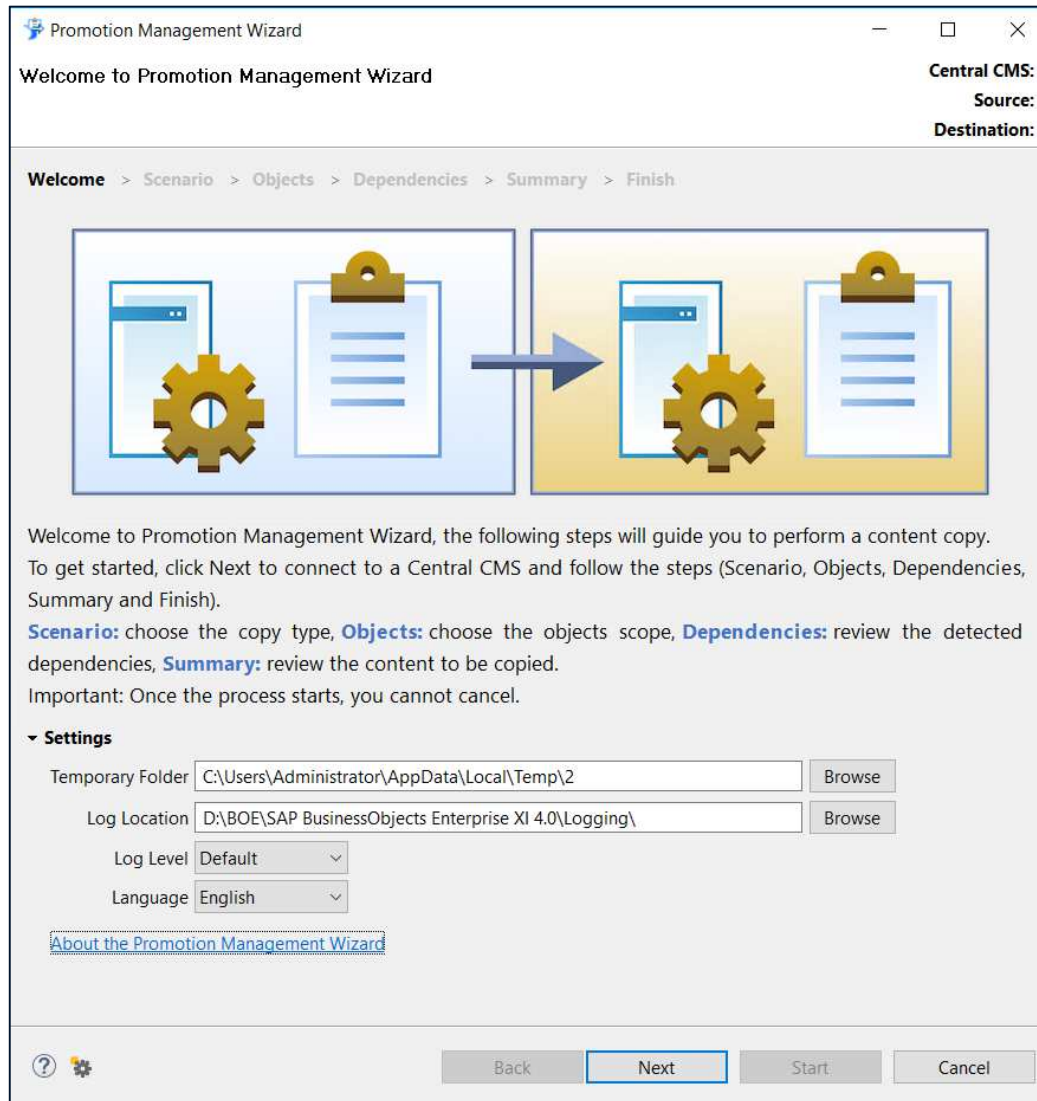 Promotion Management Wizard
Welcome to Promotion Management Wizard
Central CMS:
Source:
Destination:
Welcome > Scenario > Objects > Dependencies > Summary > Finish
Welcome to Promotion Management Wizard, the following steps will guide you to perform a content copy.
To get started, click Next to connect to a Central CMS and follow the steps (Scenario, Objects, Dependencies,
Summary and Finish).
Scenario: choose the copy type, Objects: choose the objects scope, Dependencies: review the detected
dependencies, Summary: review the content to be copied.
Important: Once the process starts, you cannot cancel.
Settings
Temporary Folder C:\Users\Administrator\AppData\Local\Temp\2 Browse
Log Location D:\BOE\SAP BusinessObjects Enterprise XI 4.0\Logging\ Browse
Log Level Default
Language English
About the Promotion Management Wizard
Back Next Start Cancel